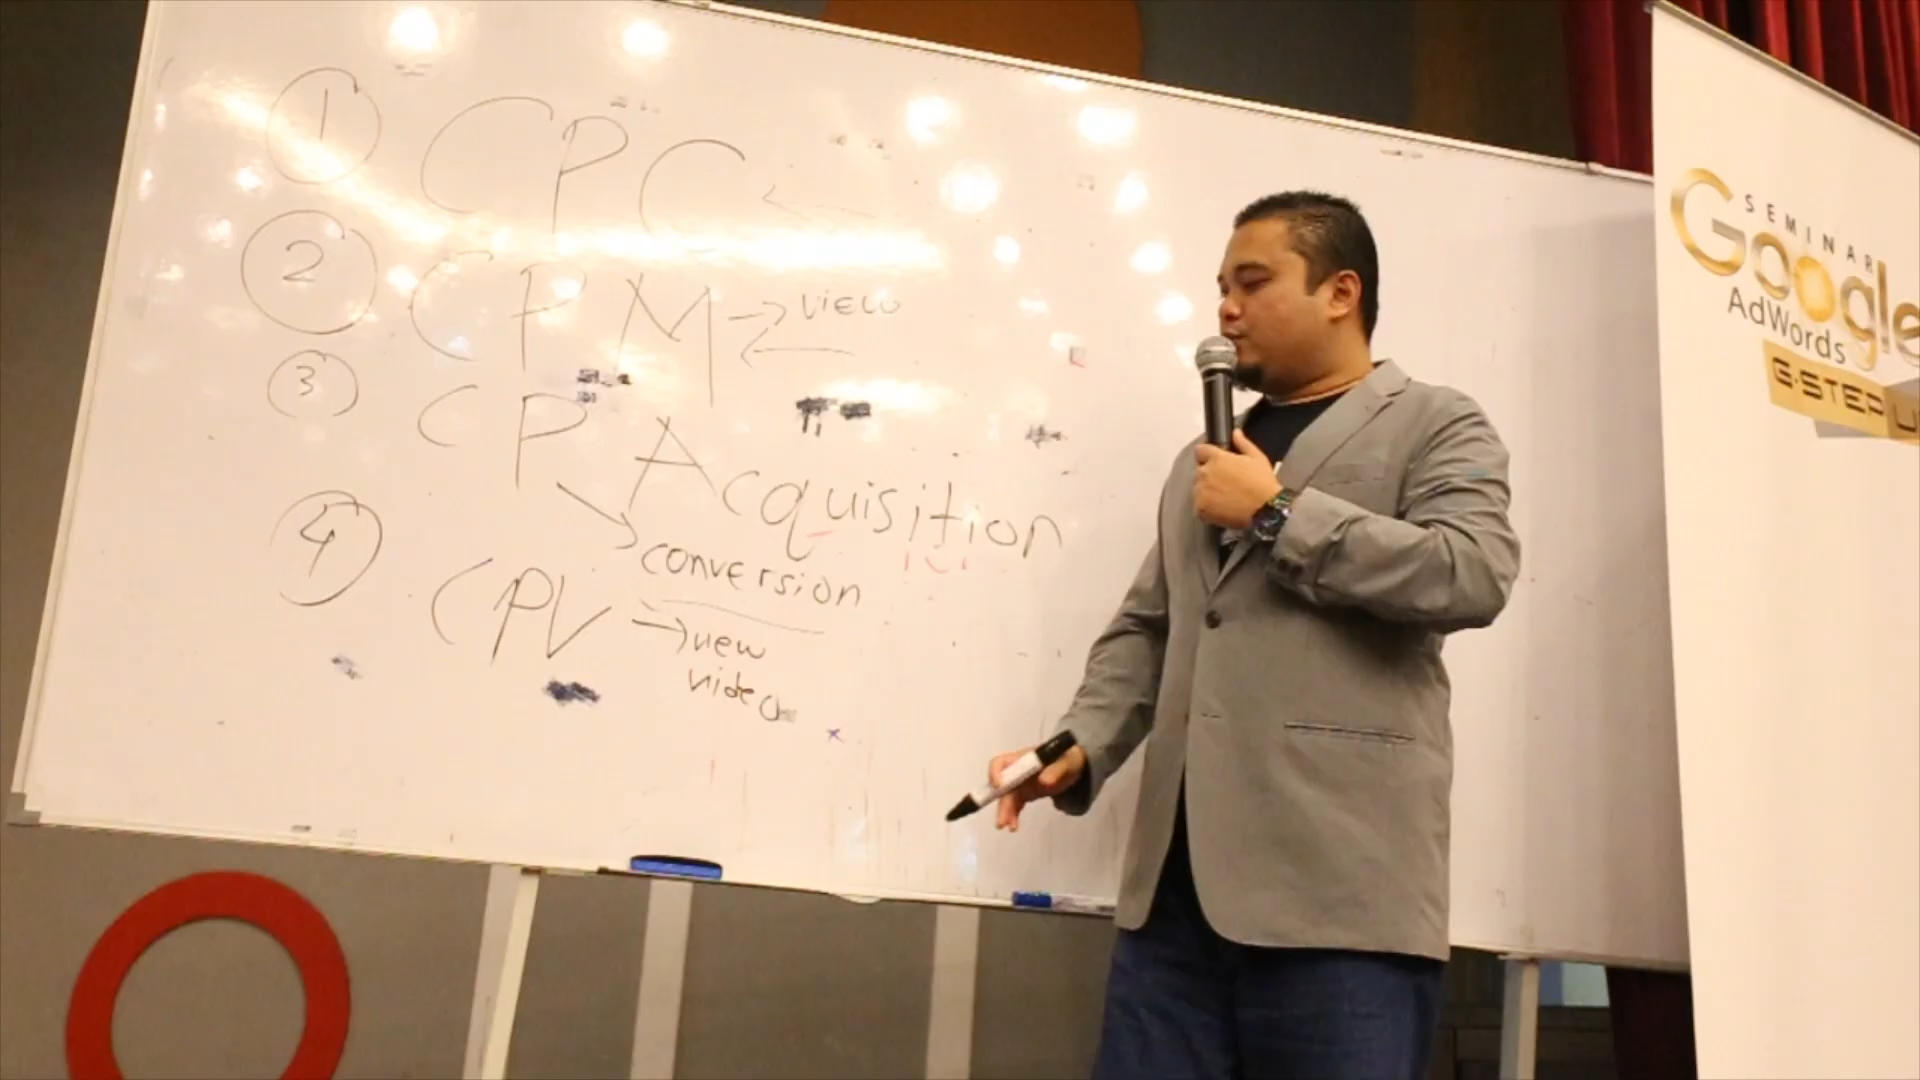 1 CPC ←
2 CPM → view
←
3 CP Acquisition
→ conversion
4 CPV → view
video
SEMINAR
Google
AdWords
G-STEP U